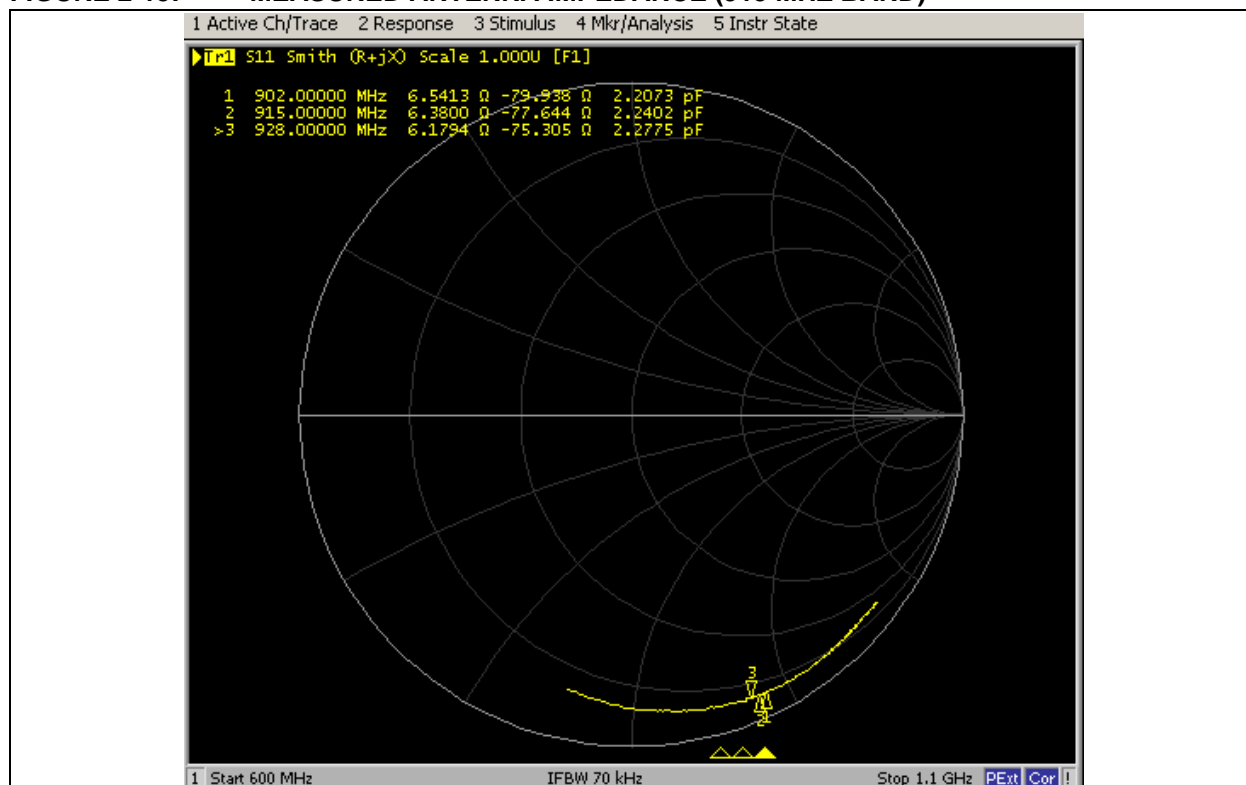 1 Active Ch/Trace 2 Response 3 Stimulus 4 Mkr/Analysis 5 Instr State
Tr1 S11 Smith (R+jX) Scale 1.000U [F1]
1 902.00000 MHz 6.5413 Ω -79.938 Ω 2.2073 pF
2 915.00000 MHz 6.3800 Ω -77.644 Ω 2.2402 pF
>3 928.00000 MHz 6.1794 Ω -75.305 Ω 2.2775 pF
3
2 1
1 Start 600 MHz IFBW 70 kHz Stop 1.1 GHz PExt Cor !